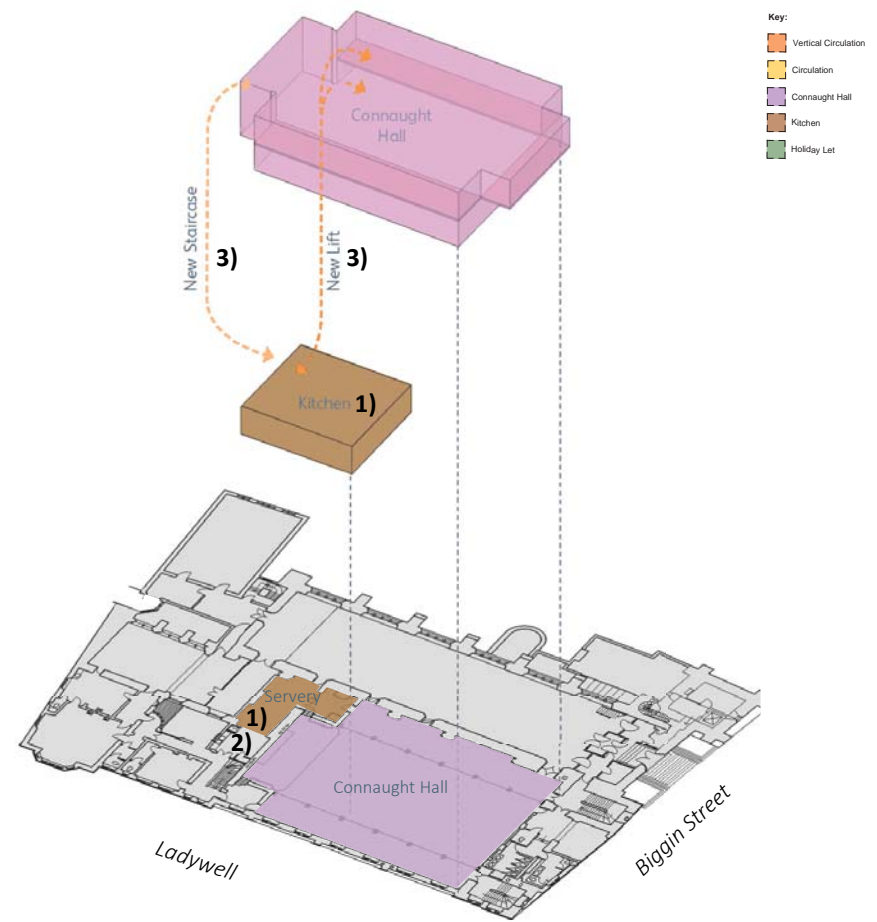 Key:
Vertical Circulation
Circulation
Connaught Hall
Kitchen
Holiday Let
Connaught
Hall
New Staircase
3)
New Lift
3)
Kitchen 1)
Servery
1)
2)
Connaught Hall
Ladywell
Biggin Street